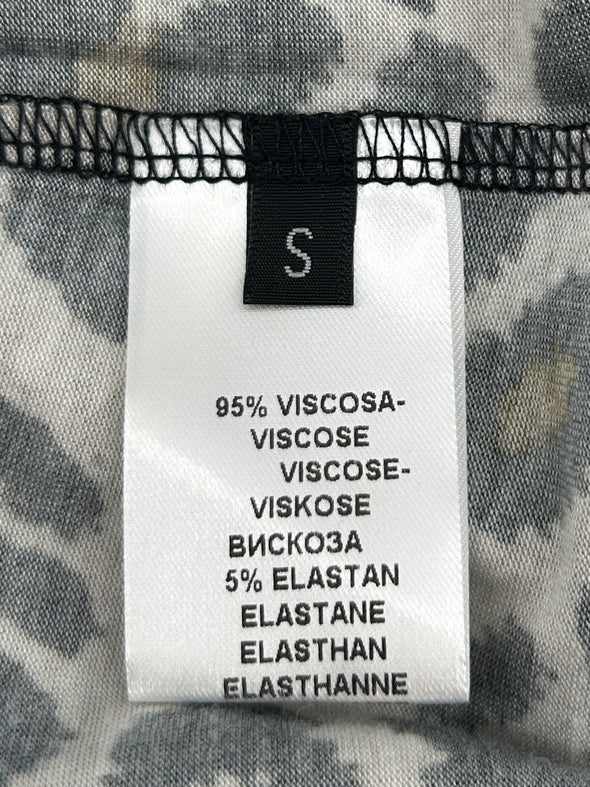 S
95% VISCOSA-
VISCOSE
VISCOSE-
VISKOSE
ВИСКОЗА
5% ELASTAN
ELASTANE
ELASTHAN
ELASTHANNE